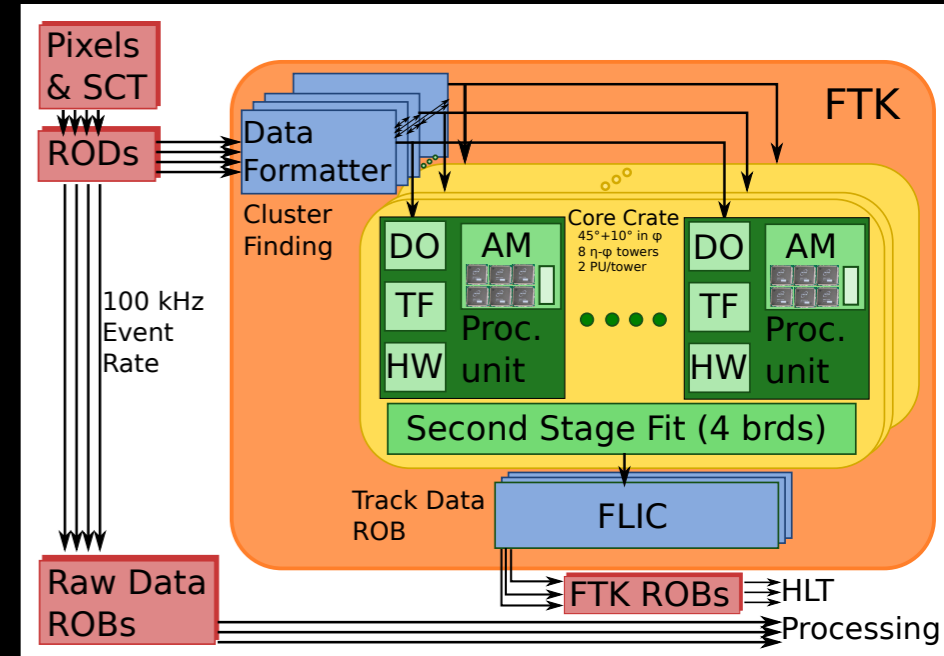 Pixels
& SCT
RODs
100 kHz
Event
Rate
Raw Data
ROBs
FTK
Data
Formatter
Cluster
Finding
Core Crate
45°+10° in φ
8 η-φ towers
2 PU/tower
DO
AM
TF
Proc.
HW
unit
DO
AM
TF
Proc.
HW
unit
Second Stage Fit (4 brds)
Track Data
ROB
FLIC
FTK ROBs
HLT
Processing